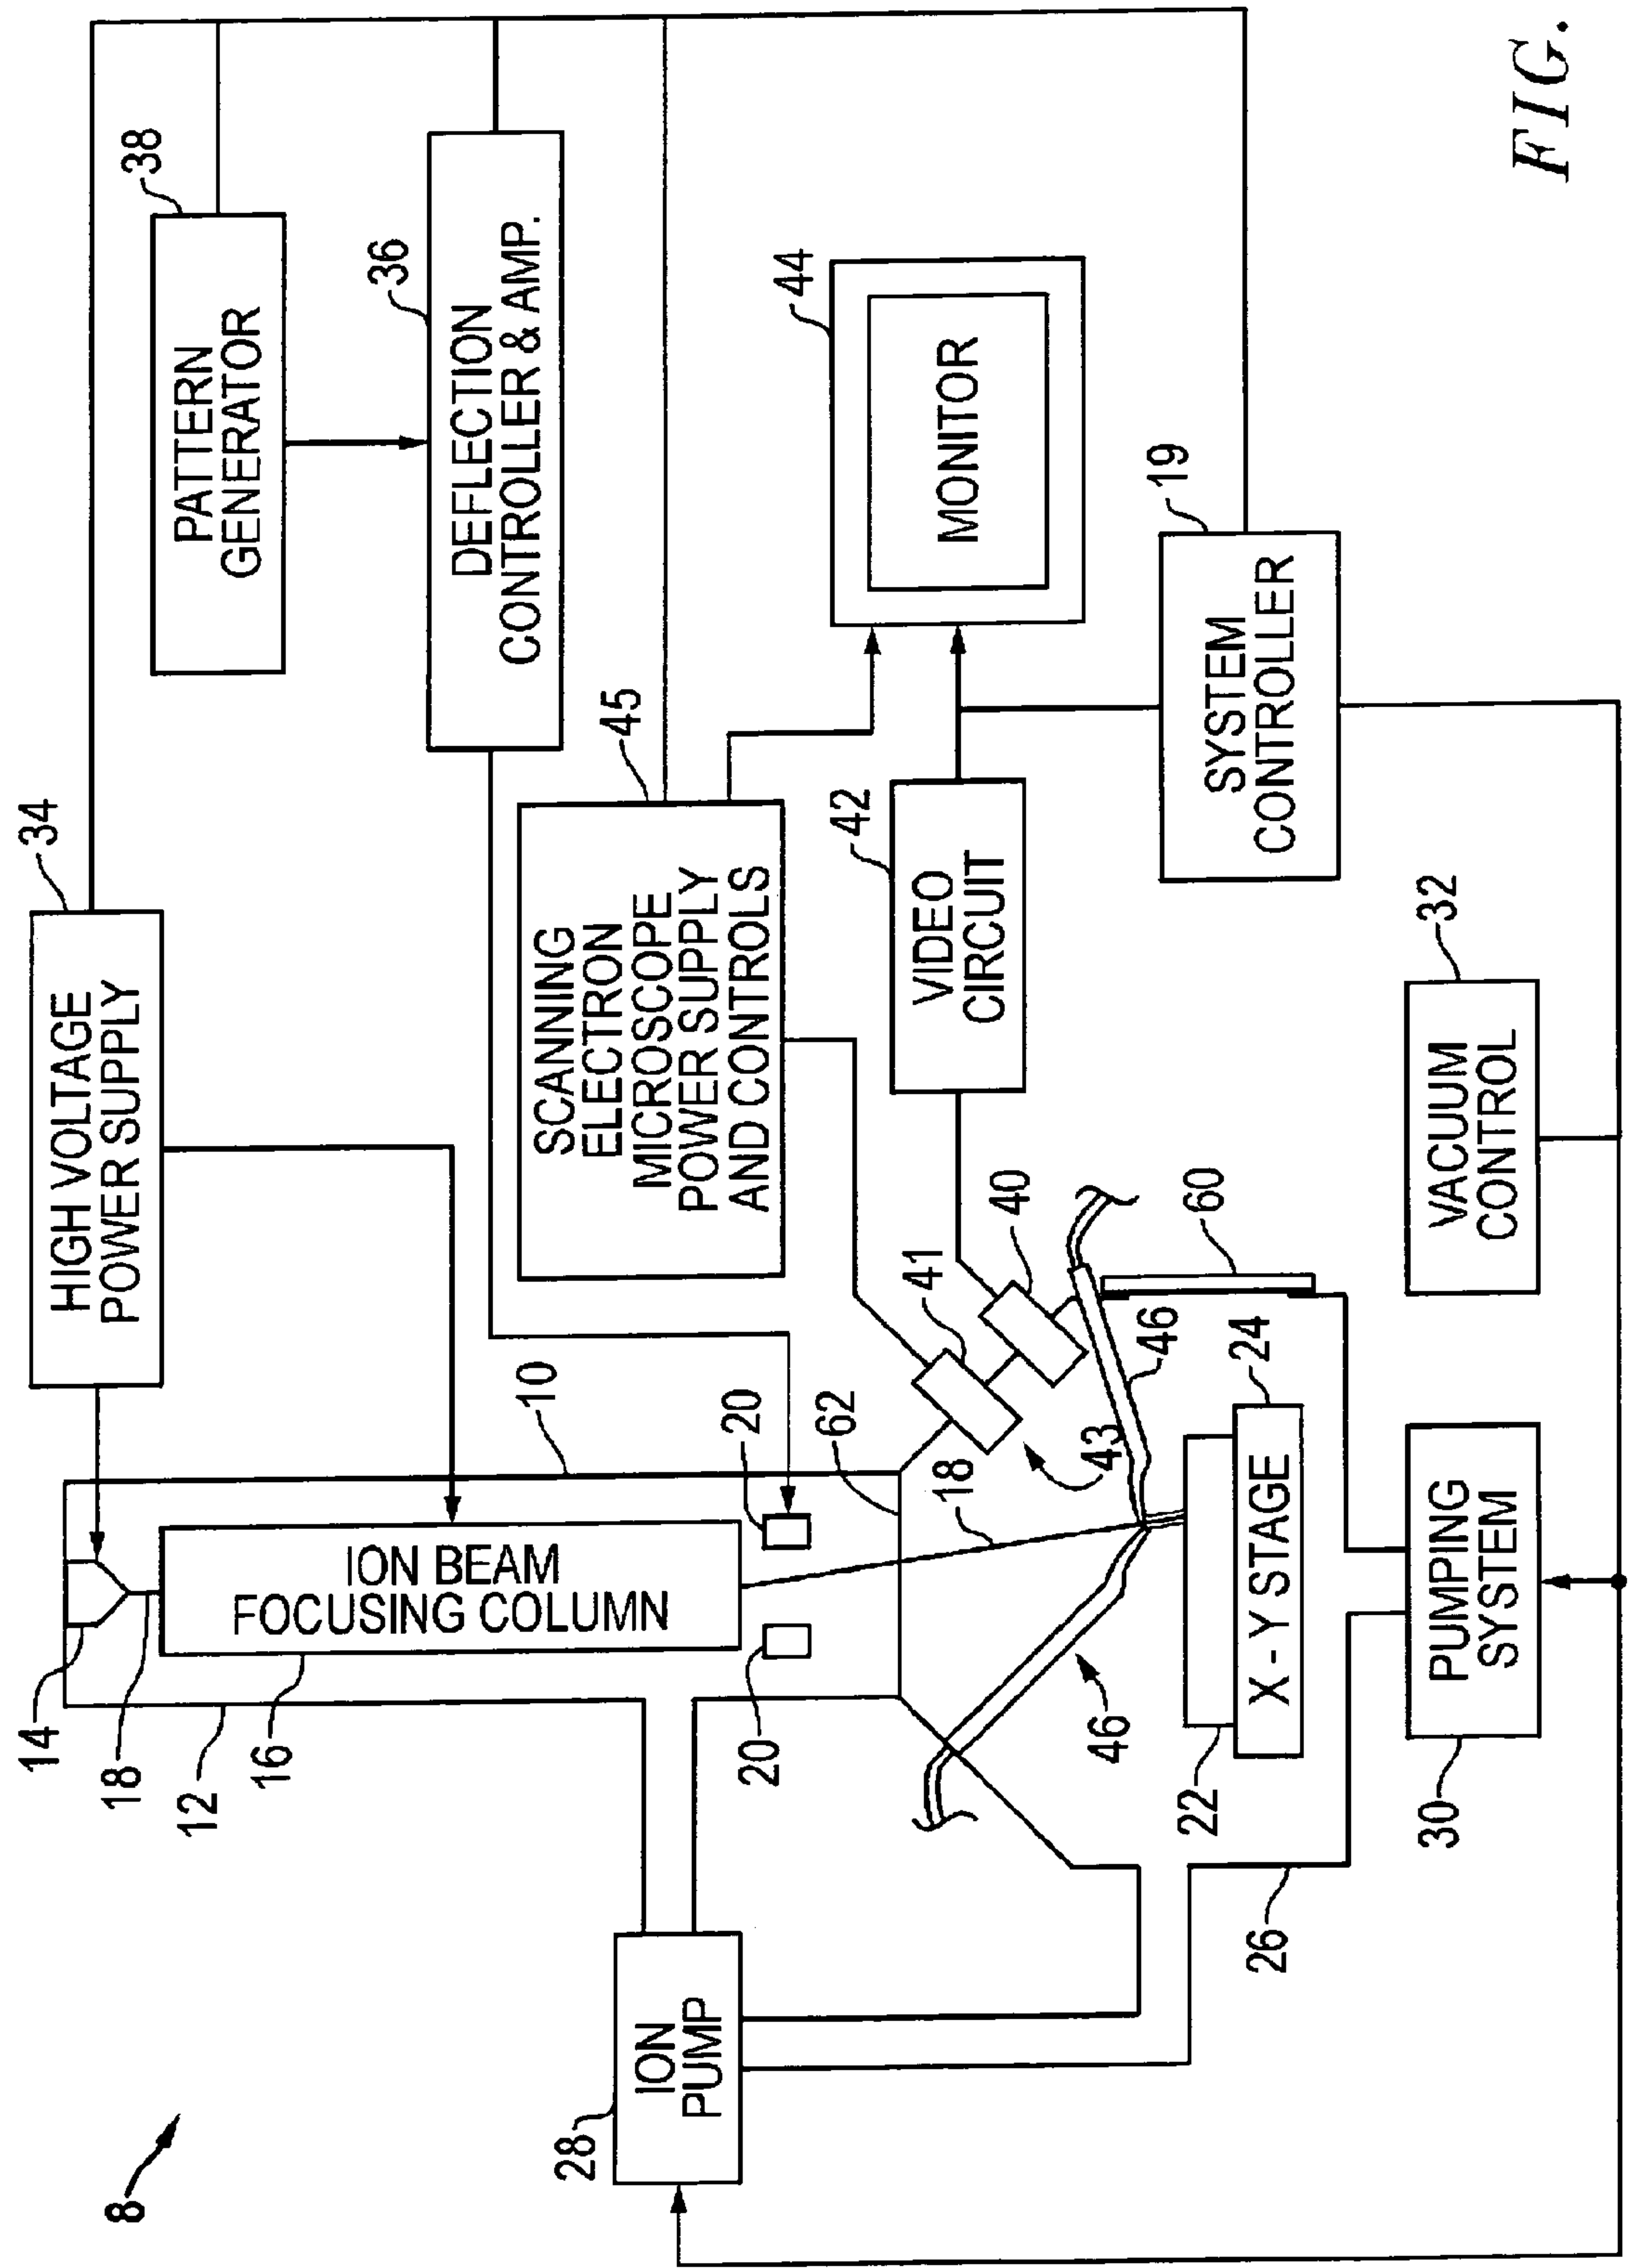 8
34
HIGH VOLTAGE
POWER SUPPLY
38
PATTERN
GENERATOR
36
DEFLECTION
CONTROLLER & AMP.
14
18
12
16
ION BEAM
FOCUSING COLUMN
10
20
20
62
45
SCANNING
ELECTRON
MICROSCOPE
POWER SUPPLY
AND CONTROLS
44
MONITOR
42
VIDEO
CIRCUIT
28
ION
PUMP
41
40
43
18
46
46
60
22
24
X - Y STAGE
26
19
SYSTEM
CONTROLLER
30
PUMPING
SYSTEM
32
VACUUM
CONTROL
FIG.